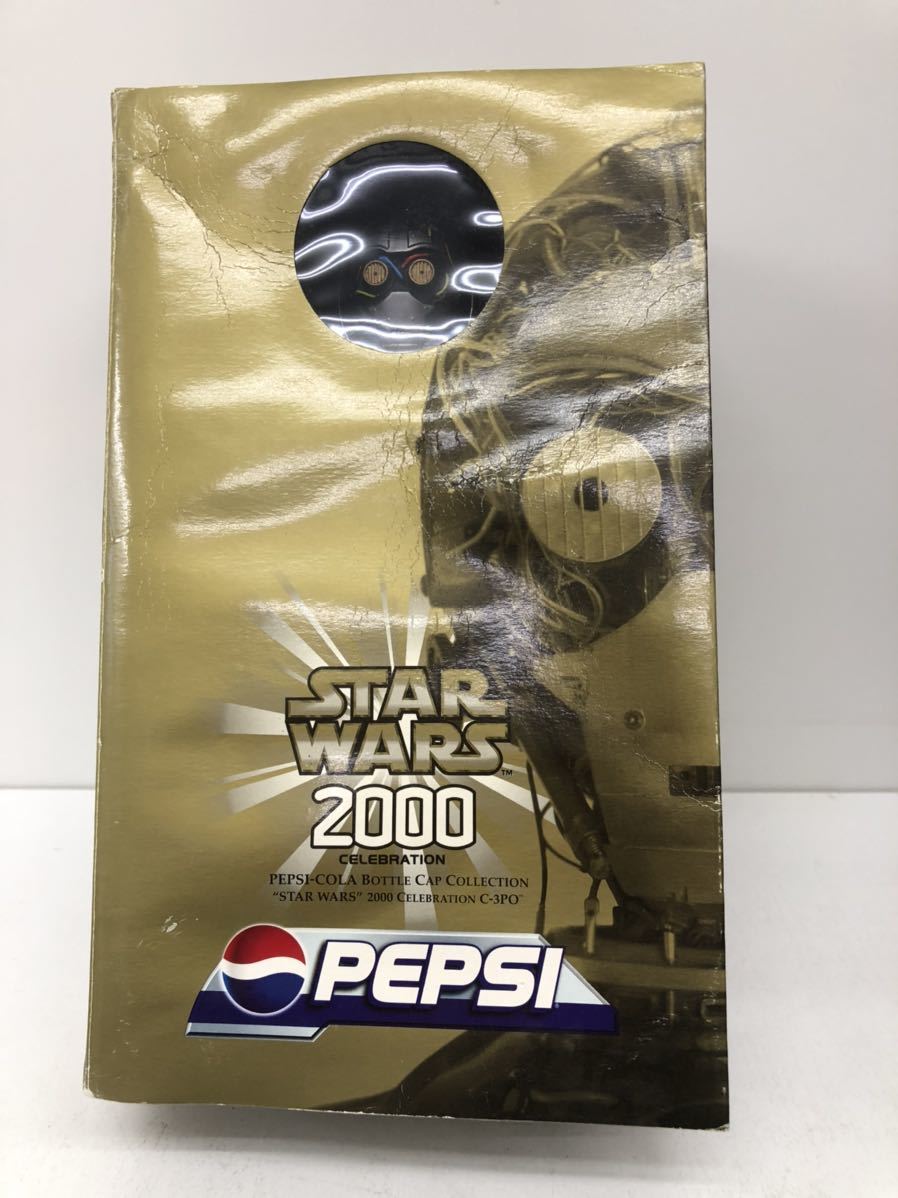 STAR
WARS™
2000
CELEBRATION
PEPSI-COLA BOTTLE CAP COLLECTION
"STAR WARS" 2000 CELEBRATION C-3PO™
PEPSI